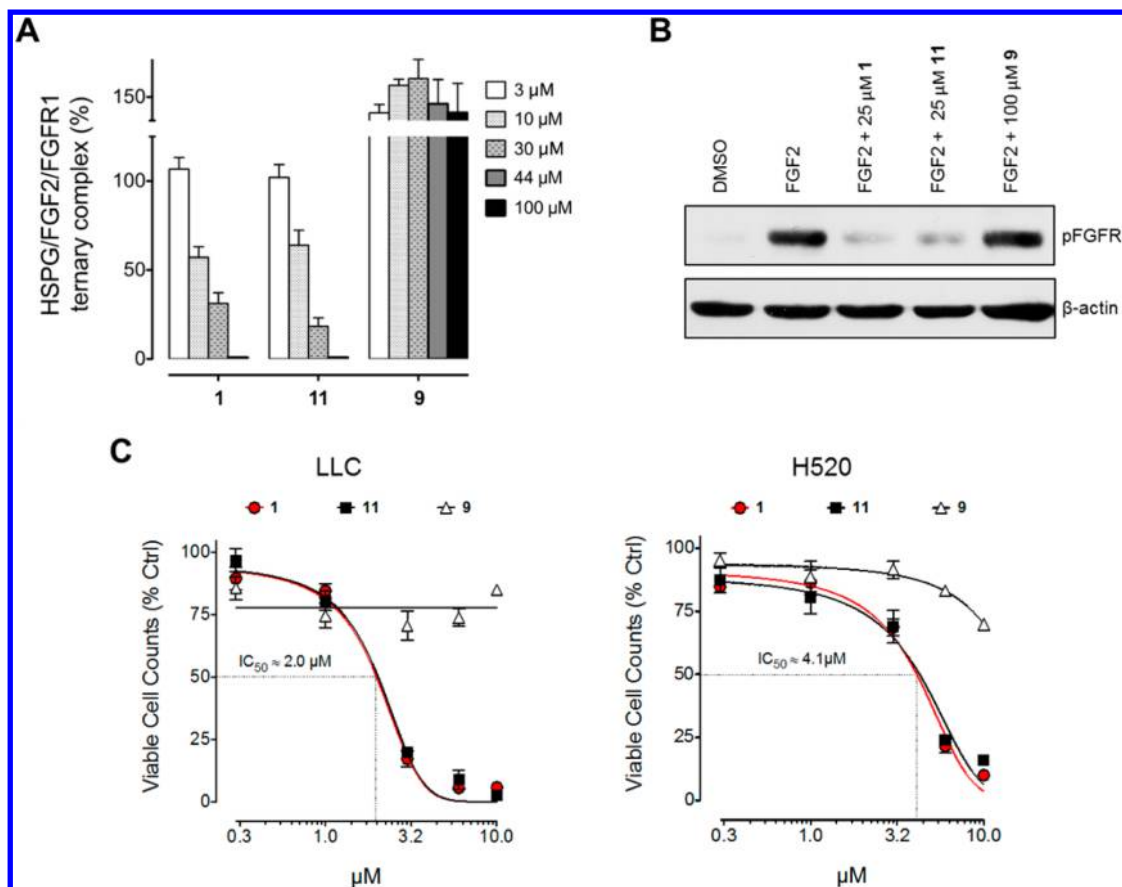 A
HSPG/FGF2/FGFR1
ternary complex (%)
150
100
50
0
1
11
9
3 µM
10 µM
30 µM
44 µM
100 µM
B
DMSO
FGF2
FGF2 + 25 µM 1
FGF2 + 25 µM 11
FGF2 + 100 µM 9
pFGFR
β-actin
C
LLC
1
11
9
Viable Cell Counts (% Ctrl)
100
75
50
25
0
IC50 ≈ 2.0 µM
0.3
1.0
3.2
10.0
µM
H520
1
11
9
Viable Cell Counts (% Ctrl)
100
75
50
25
0
IC50 ≈ 4.1µM
0.3
1.0
3.2
10.0
µM